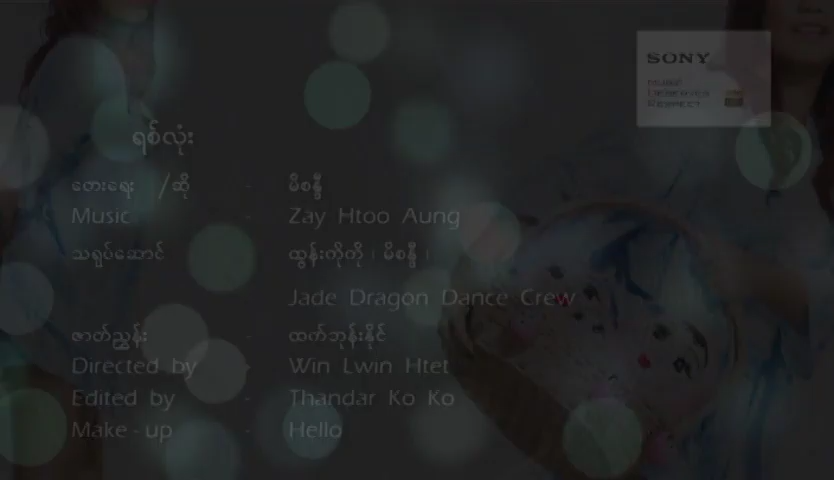 SONY
ရစ်လုံး
တေးရေး /ဆို - မိစန္ဒီ
Music - Zay Htoo Aung
သရုပ်ဆောင် - ထွန်းကိုကို ၊ မိစန္ဒီ ၊
Jade Dragon Dance Crew
ဇာတ်ညွှန်း - ထက်ဘုန်းနိုင်
Directed by - Win Lwin Htet
Edited by - Thandar Ko Ko
Make - up - Hello